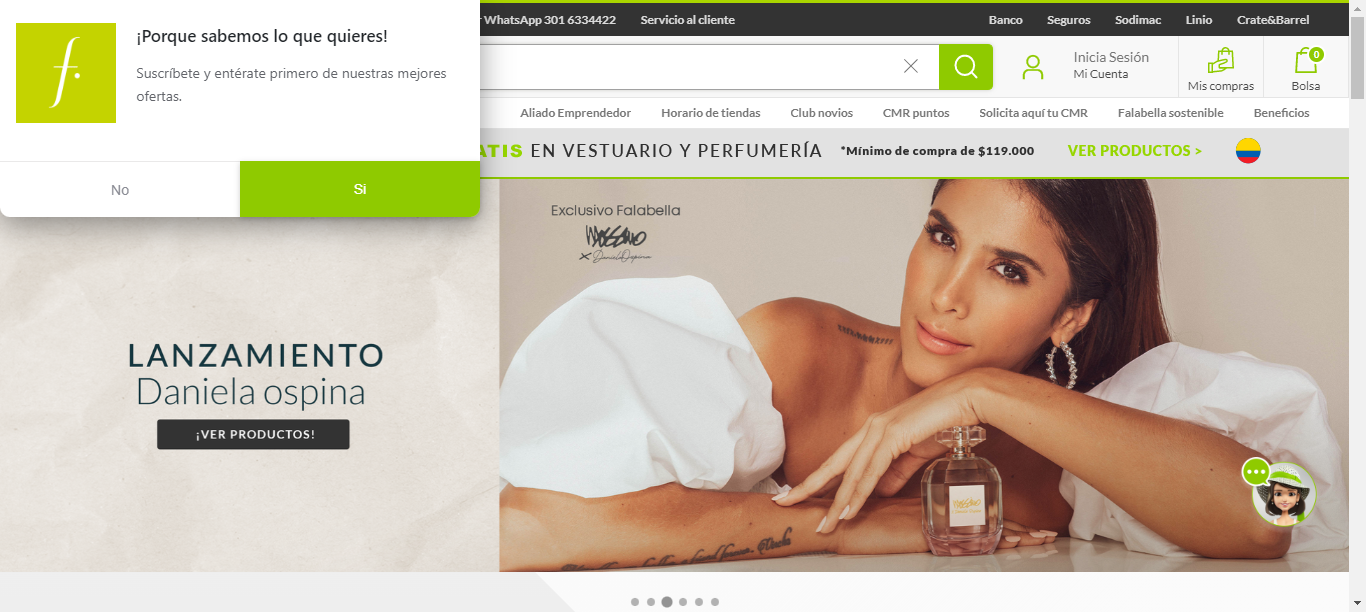 ¡Porque sabemos lo que quieres!
Suscríbete y entérate primero de nuestras mejores
ofertas.
No
Si
WhatsApp 301 6334422
Servicio al cliente
Banco
Seguros
Sodimac
Linio
Crate&Barrel
Inicia Sesión
Mi Cuenta
Mis compras
0
Bolsa
Aliado Emprendedor
Horario de tiendas
Club novios
CMR puntos
Solicita aquí tu CMR
Falabella sostenible
Beneficios
ATIS EN VESTUARIO Y PERFUMERÍA *Mínimo de compra de $119.000 VER PRODUCTOS >
Exclusivo Falabella
MOSSANO
x Daniela Ospina
LANZAMIENTO
Daniela ospina
¡VER PRODUCTOS!